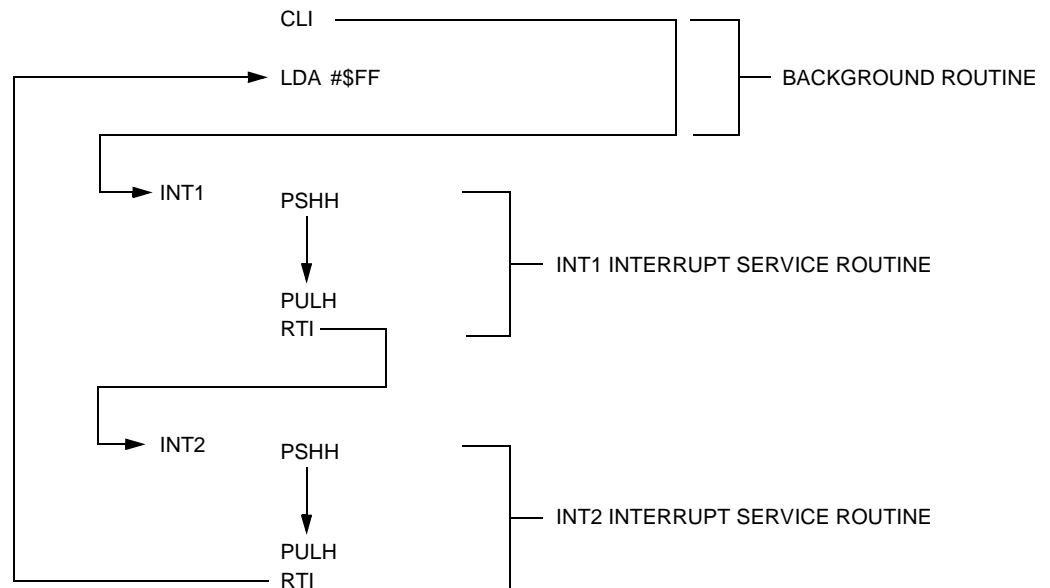 CLI
LDA #$FF
BACKGROUND ROUTINE
INT1
PSHH
INT1 INTERRUPT SERVICE ROUTINE
PULH
RTI
INT2
PSHH
INT2 INTERRUPT SERVICE ROUTINE
PULH
RTI